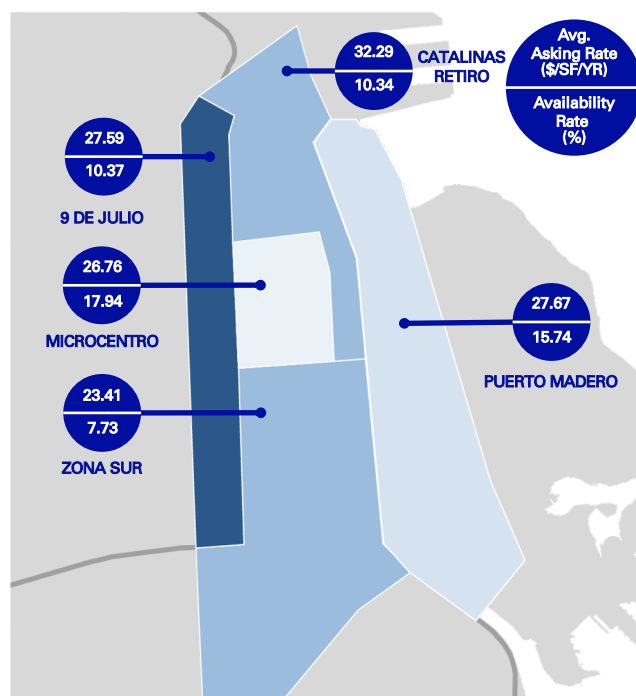 32.29
10.34
CATALINAS
RETIRO
Avg.
Asking Rate
($/SF/YR)
Availability
Rate
(%)
27.59
10.37
9 DE JULIO
26.76
17.94
MICROCENTRO
27.67
15.74
PUERTO MADERO
23.41
7.73
ZONA SUR